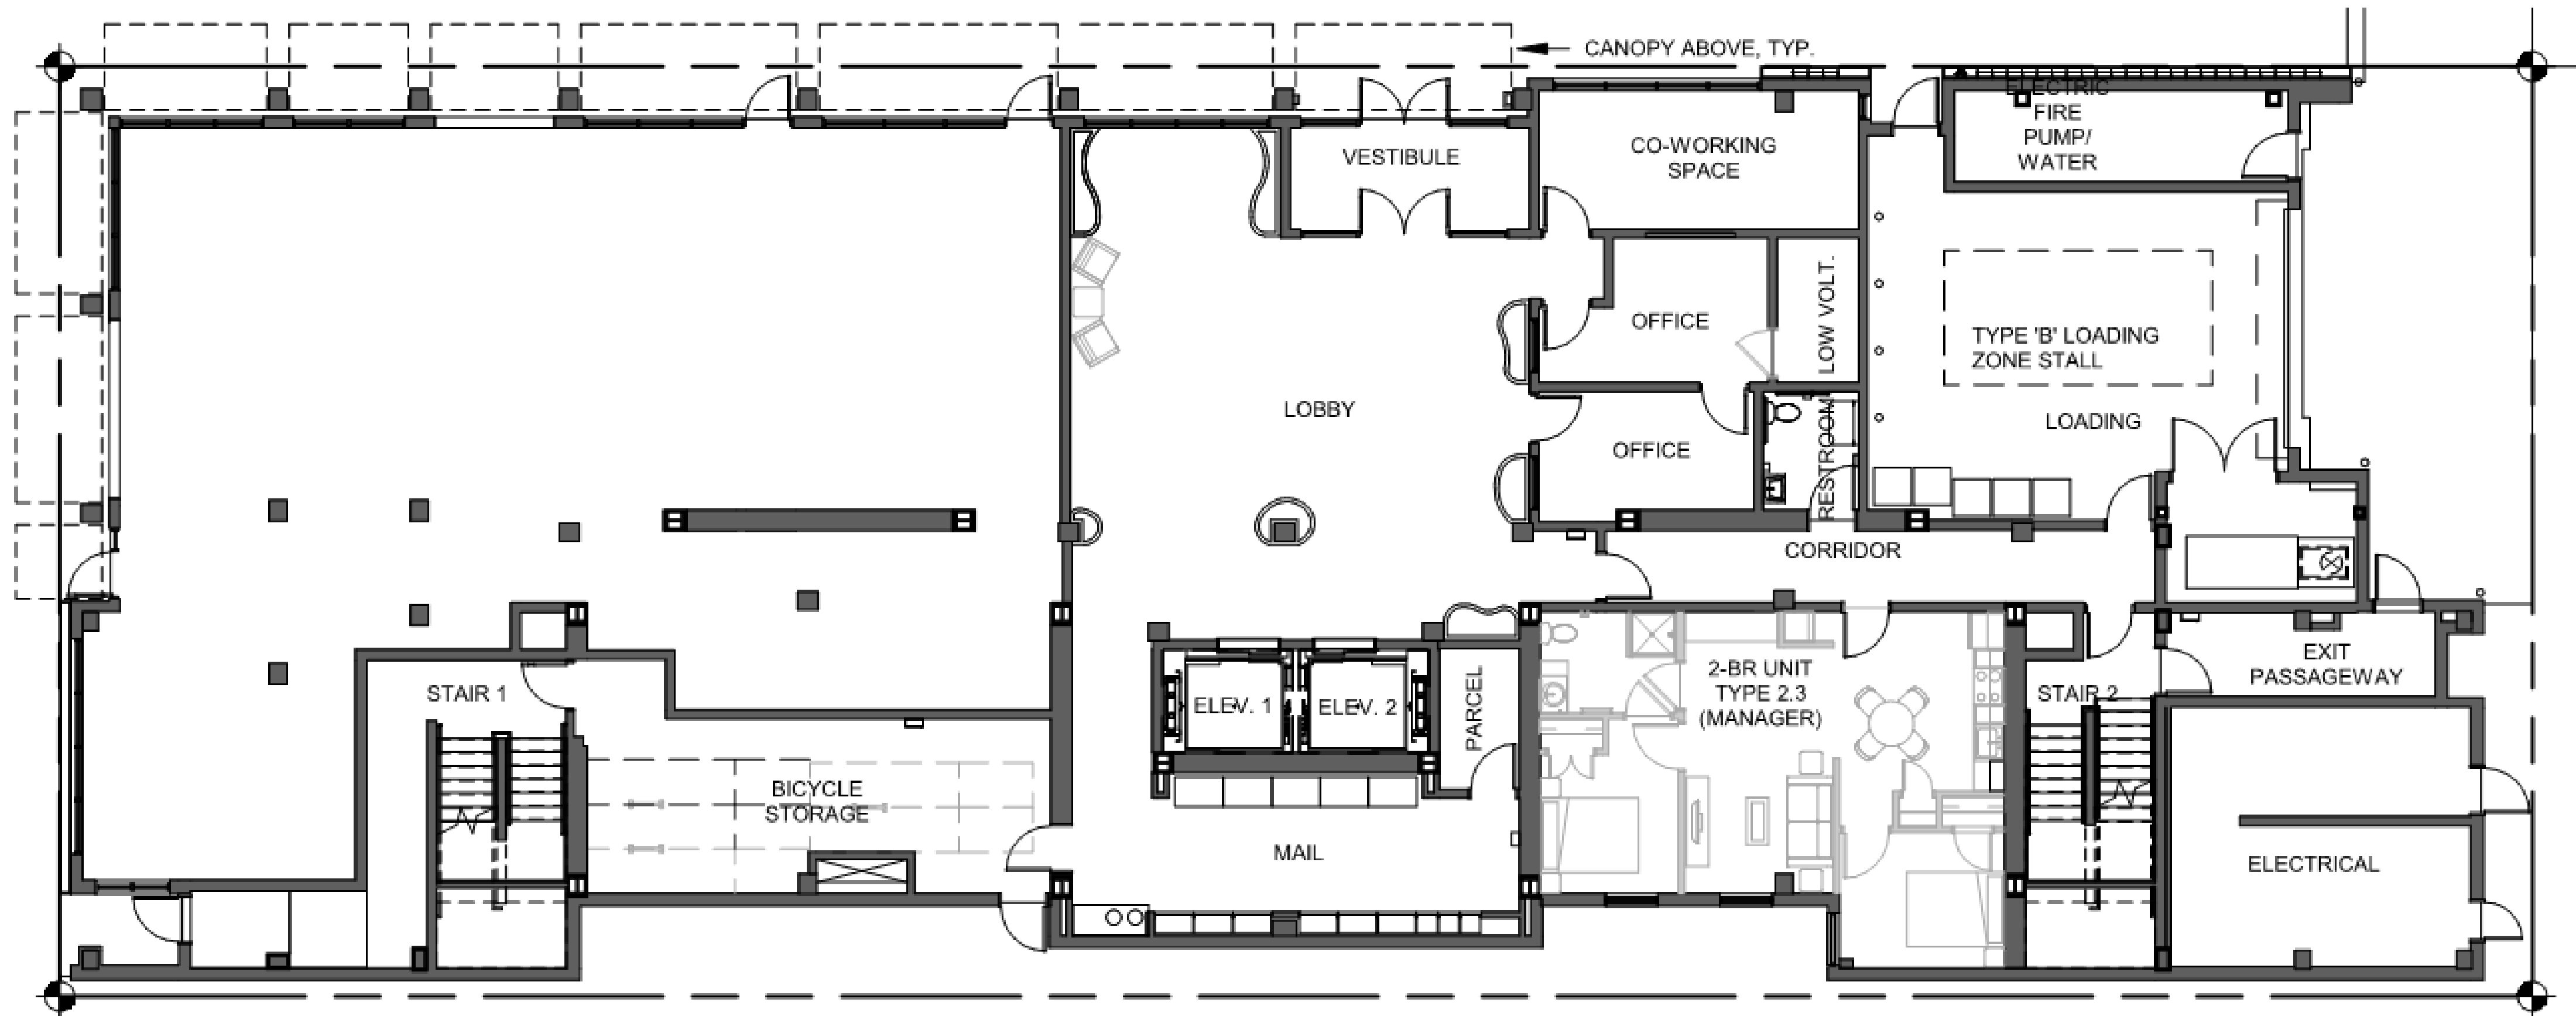 CANOPY ABOVE, TYP.
ELECTRIC
FIRE
PUMP/
WATER
VESTIBULE
CO-WORKING
SPACE
OFFICE
LOW VOLT.
TYPE 'B' LOADING
ZONE STALL
LOBBY
LOADING
OFFICE
RESTROOM
CORRIDOR
STAIR 1
ELEV. 1
ELEV. 2
PARCEL
2-BR UNIT
TYPE 2.3
(MANAGER)
STAIR 2
EXIT
PASSAGEWAY
BICYCLE
STORAGE
MAIL
ELECTRICAL